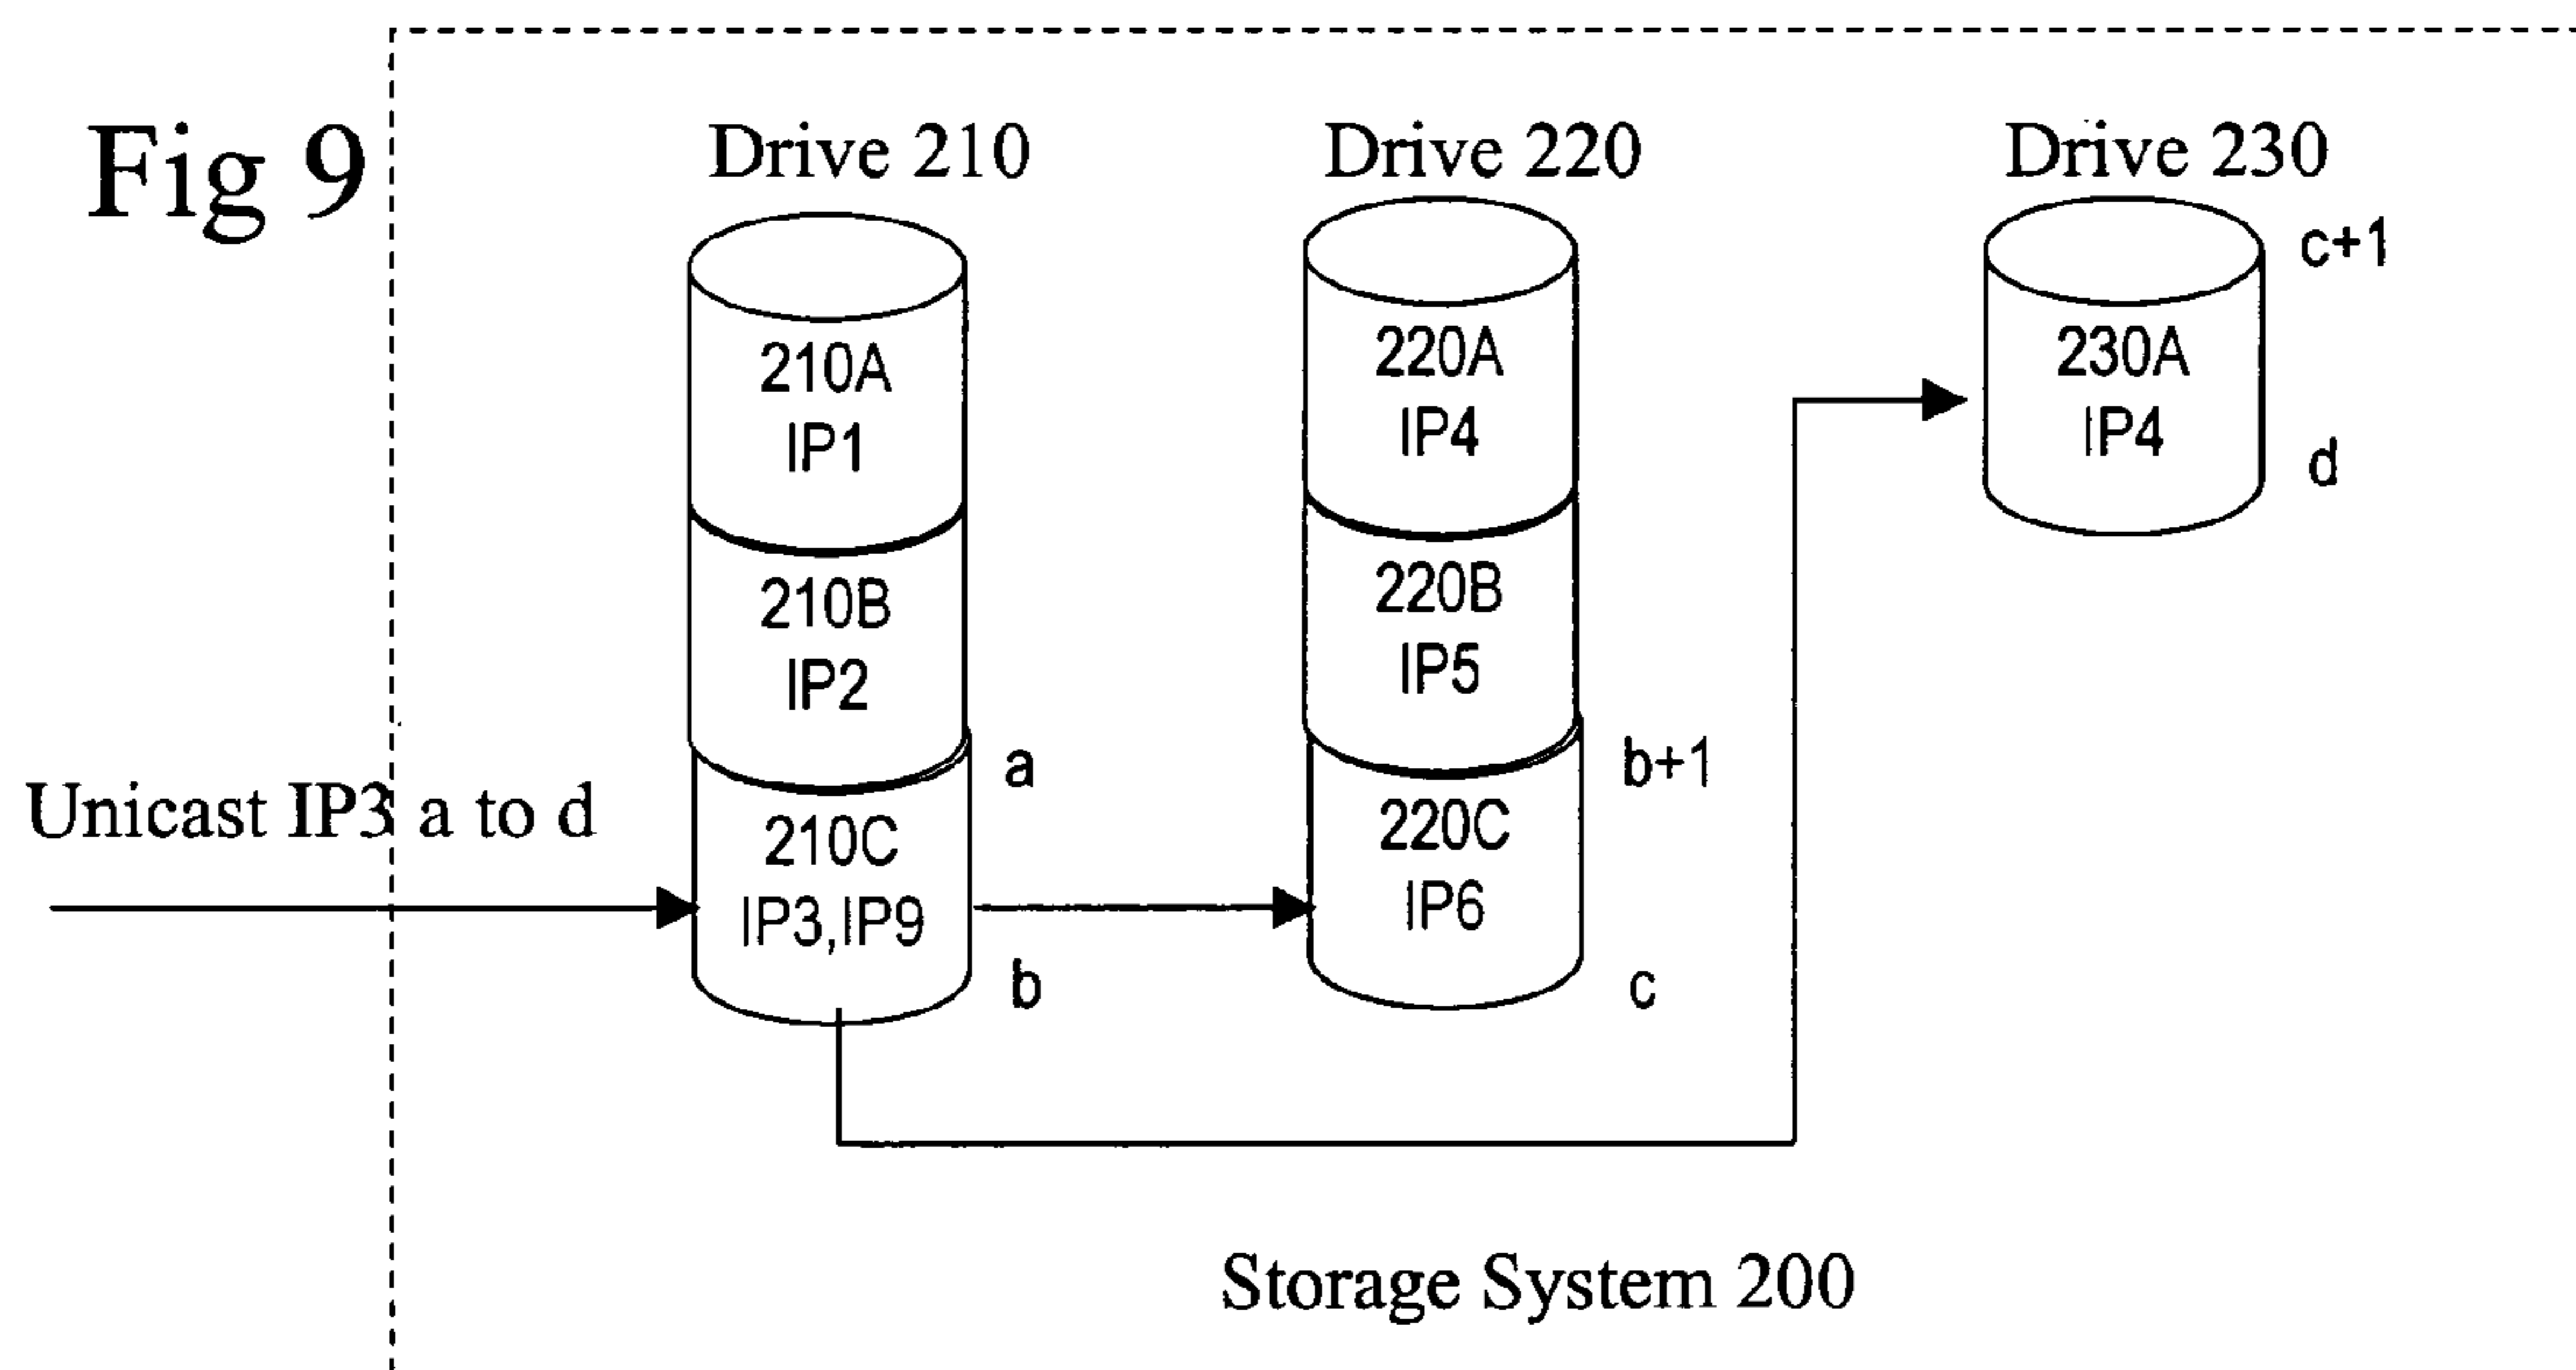 Fig 9
Drive 210
Drive 220
Drive 230
c+1
210A
IP1
220A
IP4
230A
IP4
d
210B
IP2
220B
IP5
a
b+1
Unicast IP3 a to d
210C
IP3,IP9
220C
IP6
b
c
Storage System 200